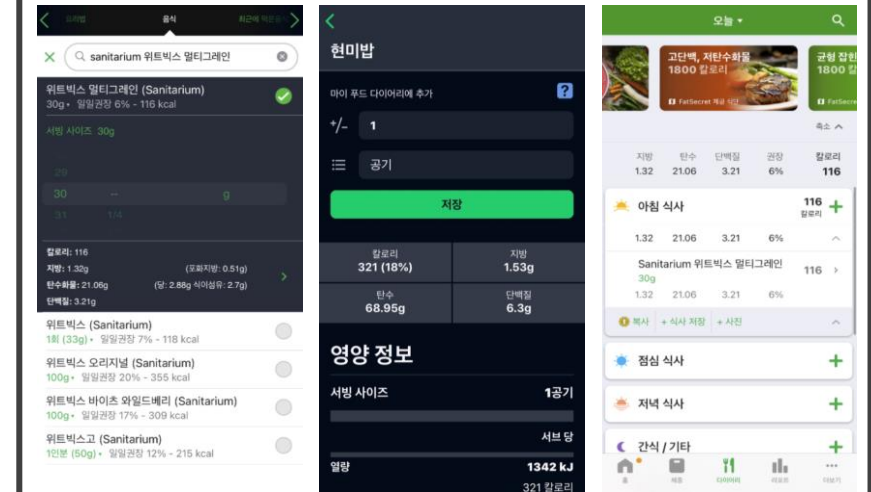 요리법 음식 최근에 먹은음식
sanitarium 위트빅스 멀티그레인
위트빅스 멀티그레인 (Sanitarium)
30g • 일일권장 6% - 116 kcal
서빙 사이즈 30g
29
30 -- g
31 1/4
칼로리: 116
지방: 1.32g (포화지방: 0.51g)
탄수화물: 21.06g (당: 2.88g 식이섬유: 2.7g)
단백질: 3.21g
위트빅스 (Sanitarium)
1회 (33g) • 일일권장 7% - 118 kcal
위트빅스 오리지널 (Sanitarium)
100g • 일일권장 20% - 355 kcal
위트빅스 바이츠 와일드베리 (Sanitarium)
100g • 일일권장 17% - 309 kcal
위트빅스고 (Sanitarium)
1인분 (50g) • 일일권장 12% - 215 kcal
현미밥
마이 푸드 다이어리에 추가 ?
+/- 1
공기
저장
칼로리 지방
321 (18%) 1.53g
탄수 단백질
68.95g 6.3g
영양 정보
서빙 사이즈 1공기
서브 당
열량 1342 kJ
321 칼로리
오늘
고단백, 저탄수화물
1800 칼로리
FatSecret 제공 식단
균형 잡힌
1800 칼
FatSecre
축소
지방 탄수 단백질 권장 칼로리
1.32 21.06 3.21 6% 116
아침 식사 116 +
칼로리
1.32 21.06 3.21 6%
Sanitarium 위트빅스 멀티그레인 116
30g
1.32 21.06 3.21 6%
복사 + 식사 저장 + 사진
점심 식사 +
저녁 식사 +
간식 / 기타 +
홈 제품 다이어리 리포트 더보기